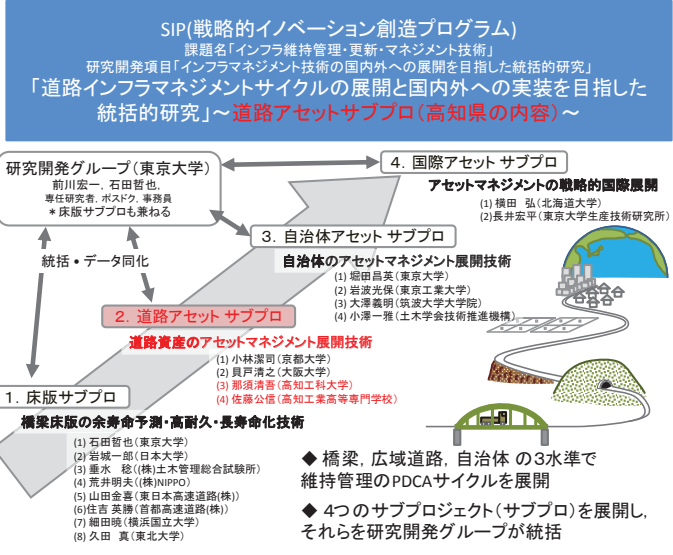 SIP(戦略的イノベーション創造プログラム)
課題名「インフラ維持管理・更新・マネジメント技術」
研究開発項目「インフラマネジメント技術の国内外への展開を目指した統括的研究」
「道路インフラマネジメントサイクルの展開と国内外への実装を目指した
統括的研究」～道路アセットサブプロ(高知県の内容)～
研究開発グループ(東京大学)
前川宏一, 石田哲也,
専任研究者, ポスドク, 事務員
＊床版サブプロも兼ねる
統括・データ同化
4．国際アセット サブプロ
アセットマネジメントの戦略的国際展開
(1) 横田　弘(北海道大学)
(2)長井宏平(東京大学生産技術研究所)
3．自治体アセット サブプロ
自治体のアセットマネジメント展開技術
(1) 堀田昌英(東京大学)
(2) 岩波光保(東京工業大学)
(3) 大澤義明(筑波大学大学院)
(4) 小澤一雅(土木学会技術推進機構)
2．道路アセット サブプロ
道路資産のアセットマネジメント展開技術
(1) 小林潔司(京都大学)
(2) 貝戸清之(大阪大学)
(3) 那須清吾(高知工科大学)
(4) 佐藤公信(高知工業高等専門学校)
1．床版サブプロ
橋梁床版の余寿命予測・高耐久・長寿命化技術
(1) 石田哲也(東京大学)
(2) 岩城一郎(日本大学)
(3) 垂水　稔((株)土木管理総合試験所)
(4) 荒井明夫((株)NIPPO)
(5) 山田金喜(東日本高速道路(株))
(6)住吉 英勝(首都高速道路(株))
(7) 細田暁(横浜国立大学)
(8) 久田　真(東北大学)
◆ 橋梁, 広域道路, 自治体 の３水準で
維持管理のPDCAサイクルを展開
◆ 4つのサブプロジェクト(サブプロ)を展開し,
それらを研究開発グループが統括